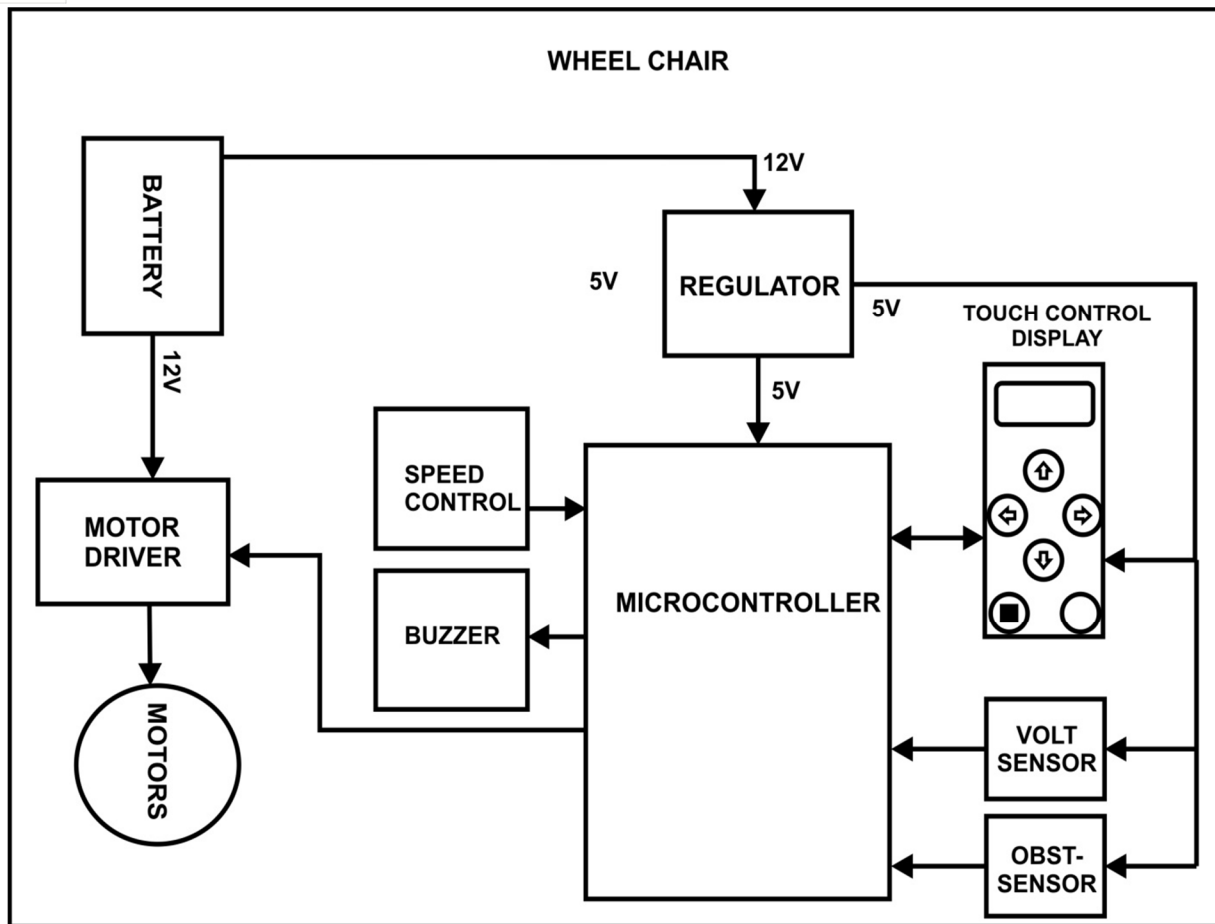 WHEEL CHAIR
BATTERY
12V
12V
REGULATOR
5V
5V
5V
TOUCH CONTROL
DISPLAY
SPEED
CONTROL
MOTOR
DRIVER
BUZZER
MICROCONTROLLER
MOTORS
VOLT
SENSOR
OBST-
SENSOR